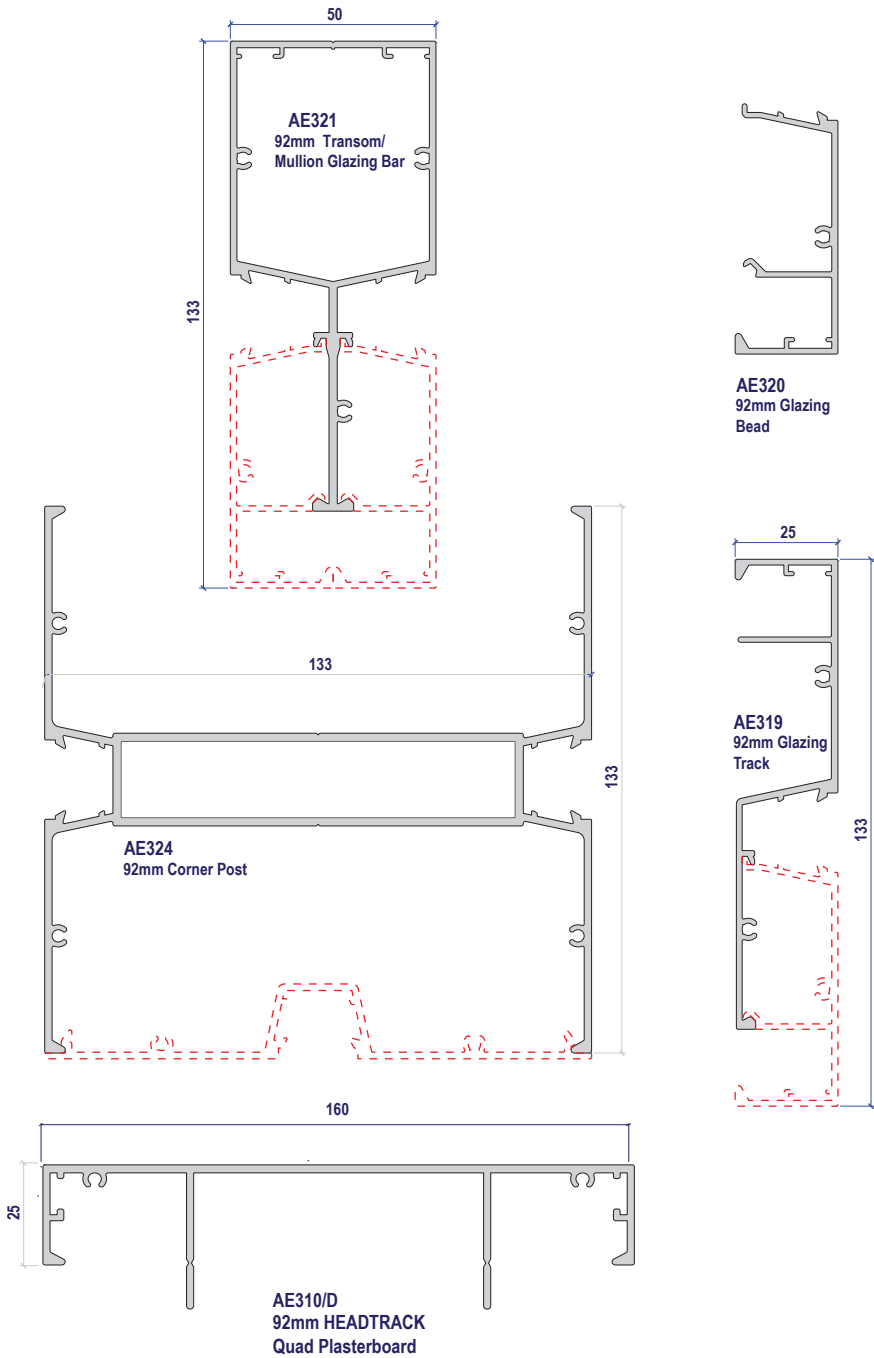 50
AE321
92mm Transom/
Mullion Glazing Bar
133
AE320
92mm Glazing
Bead
25
133
AE319
92mm Glazing
Track
133
133
AE324
92mm Corner Post
160
25
AE310/D
92mm HEADTRACK
Quad Plasterboard